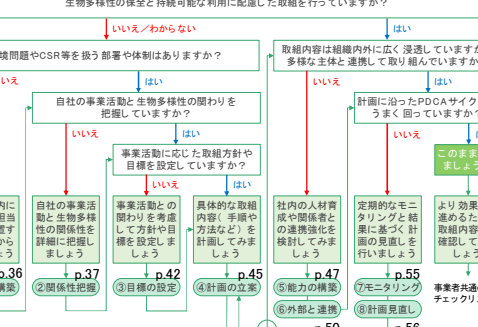 生物多様性の保全と持続可能な利用に配慮した取組を行っていますか？
いいえ／わからない
はい
境問題やCSR等を扱う部署や体制はありますか？
取組内容は組織内外に広く浸透していますか
多様な主体と連携して取り組んでいますか
いいえ
はい
いいえ
はい
自社の事業活動と生物多様性の関わりを
把握していますか？
計画に沿ったPDCAサイク
うまく回っていますか？
いいえ
はい
いいえ
事業活動に応じた取組方針や
目標を設定していますか？
このまま
ましょう
いいえ
はい
内に
担当
置す
から
ょう
自社の事業活
動と生物多様
性の関係性を
詳細に把握し
ましょう
事業活動との
関わりを考慮
して方針や目
標を設定しま
しょう
具体的な取組
内容（手順や
方法など）を
計画してみま
しょう
社内の人材育
成や関係者と
の連携強化を
検討してみま
しょう
定期的なモニ
タリングと結
果に基づく計
画の見直しを
行いましょう
より効果
進めるた
取組内容
確認して
しょう
p.36
p.37
p.42
p.45
p.47
p.55
構築
②関係性把握
③目標の設定
④計画の立案
⑤能力の構築
⑦モニタリング
事業者共通の
チェックリス
⑥外部と連携
⑧計画見直し
p.50
p.56